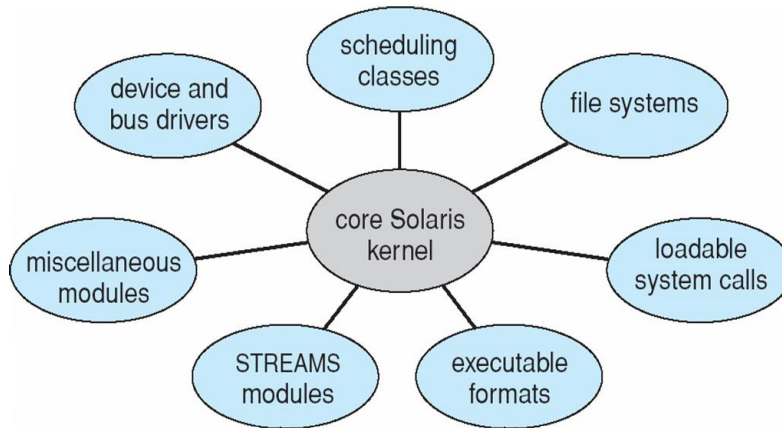 scheduling
classes
device and
bus drivers
file systems
core Solaris
kernel
miscellaneous
modules
loadable
system calls
STREAMS
modules
executable
formats